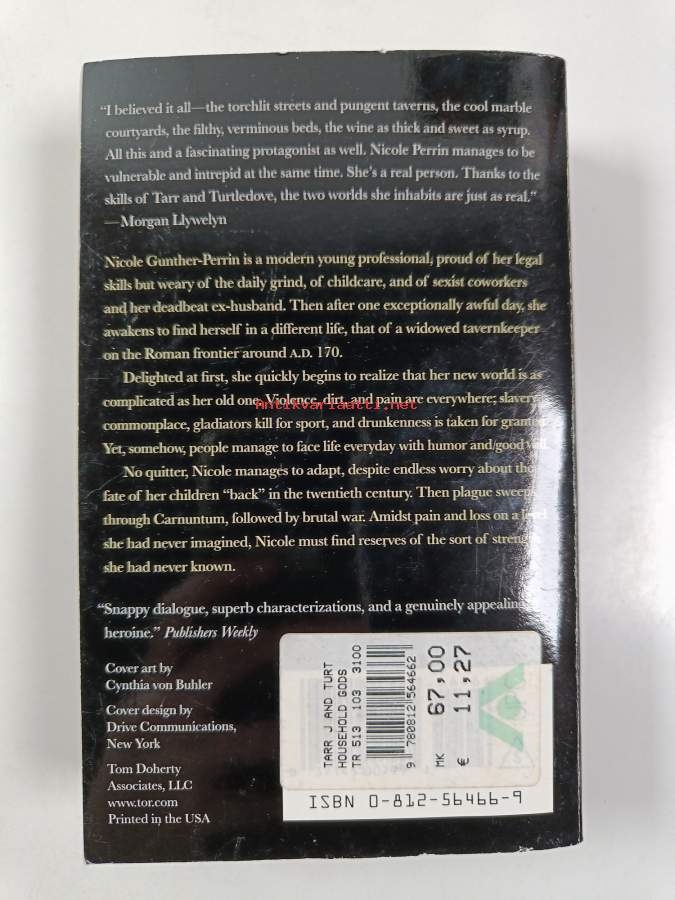 “I believed it all—the torchlit streets and pungent taverns, the cool marble
courtyards, the filthy, verminous beds, the wine as thick and sweet as syrup.
All this and a fascinating protagonist as well. Nicole Perrin manages to be
vulnerable and intrepid at the same time. She's a real person. Thanks to the
skills of Tarr and Turtledove, the two worlds she inhabits are just as real.”
—Morgan Llywelyn
Nicole Gunther-Perrin is a modern young professional, proud of her legal
skills but weary of the daily grind, of childcare, and of sexist coworkers
and her deadbeat ex-husband. Then after one exceptionally awful day, she
awakens to find herself in a different life, that of a widowed tavernkeeper
on the Roman frontier around A.D. 170.
Delighted at first, she quickly begins to realize that her new world is as
complicated as her old one. Violence, dirt, and pain are everywhere; slavery
antikvariaatti.net
commonplace, gladiators kill for sport, and drunkenness is taken for granted.
Yet, somehow, people manage to face life everyday with humor and good
No quitter, Nicole manages to adapt, despite endless worry about the
fate of her children “back” in the twentieth century. Then plague sweeps
through Carnuntum, followed by brutal war. Amidst pain and loss on a
she had never imagined, Nicole must find reserves of the sort of strength
she had never known.
“Snappy dialogue, superb characterizations, and a genuinely appealing
heroine.” Publishers Weekly
Cover art by
Cynthia von Buhler
Cover design by
Drive Communications,
New York
Tom Doherty
Associates, LLC
www.tor.com
Printed in the USA
TARR J AND TURT
HOUSEHOLD GODS
TR 513 103 3100
9 780812 564662
MK 67,00
€ 11,27
ISBN 0-812-56466-9